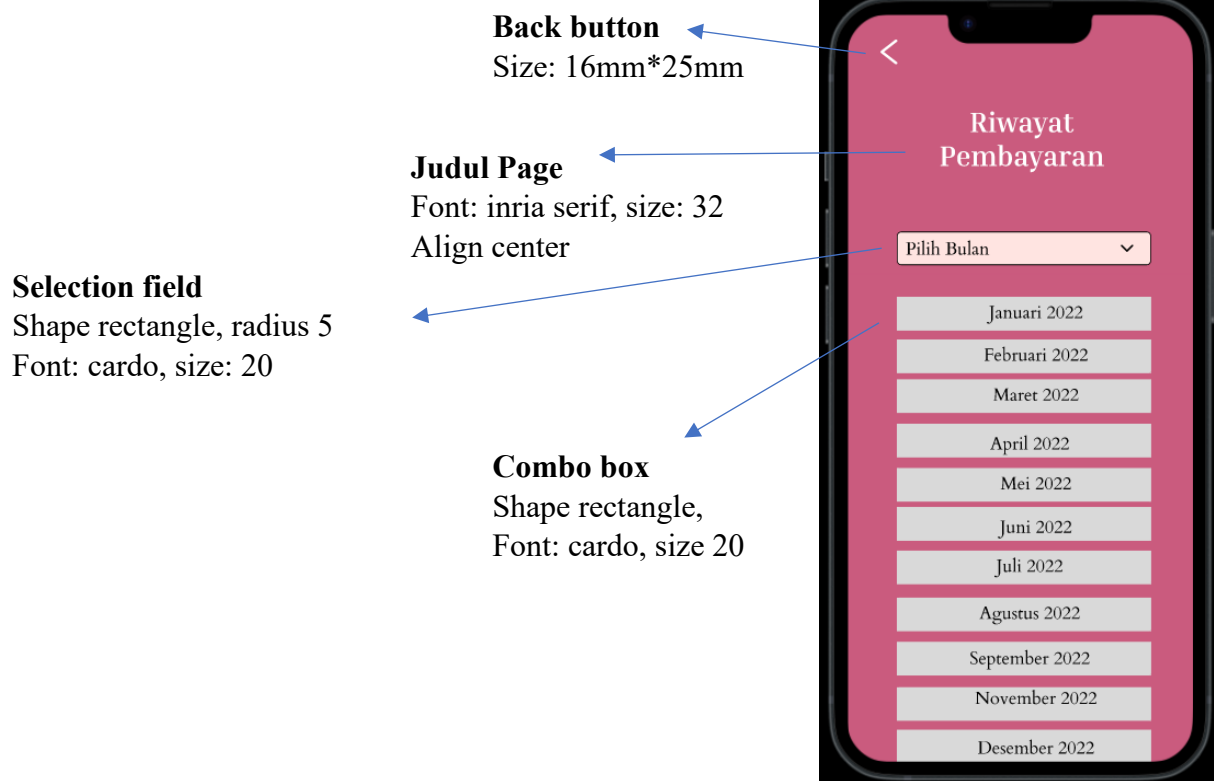 Back button
Size: 16mm*25mm
Judul Page
Font: inria serif, size: 32
Align center
Selection field
Shape rectangle, radius 5
Font: cardo, size: 20
Combo box
Shape rectangle,
Font: cardo, size 20
Riwayat
Pembayaran
Pilih Bulan
Januari 2022
Februari 2022
Maret 2022
April 2022
Mei 2022
Juni 2022
Juli 2022
Agustus 2022
September 2022
November 2022
Desember 2022